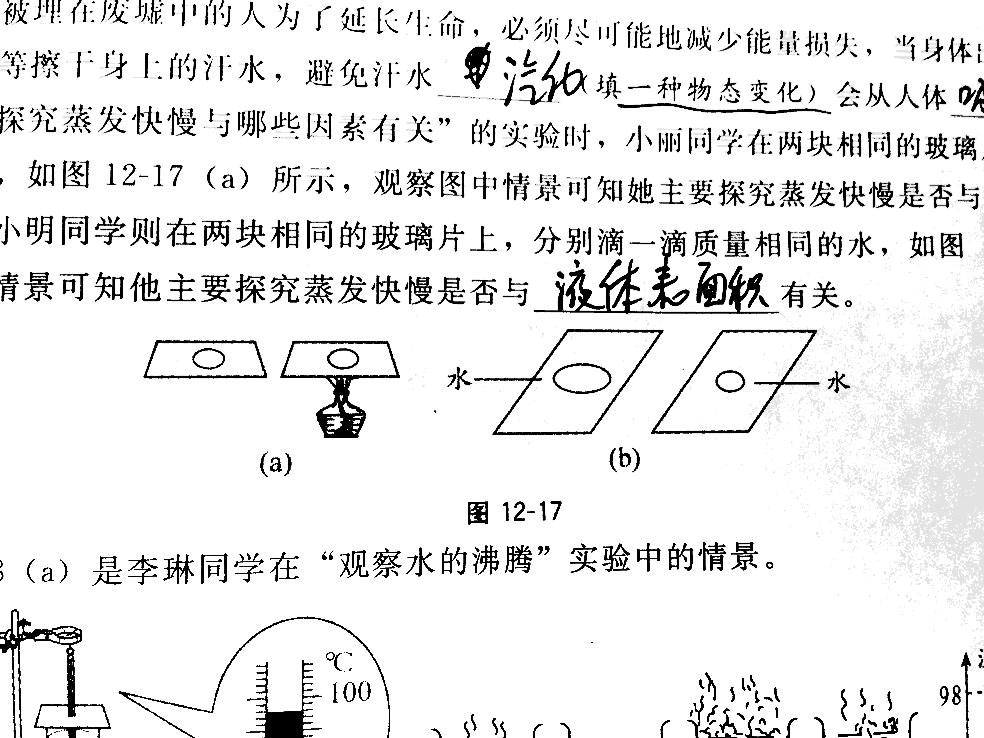 被埋在废墟中的人为了延长生命，必须尽可能地减少能量损失，当身体出
等擦干身上的汗水，避免汗水 汽化（填一种物态变化）会从人体 吸
探究蒸发快慢与哪些因素有关”的实验时，小丽同学在两块相同的玻璃
，如图 12-17（a）所示，观察图中情景可知她主要探究蒸发快慢是否与
小明同学则在两块相同的玻璃片上，分别滴一滴质量相同的水，如图
情景可知他主要探究蒸发快慢是否与 液体表面积 有关。
水 水
(a) (b)
图 12-17
（a）是李琳同学在“观察水的沸腾”实验中的情景。
℃
100
98